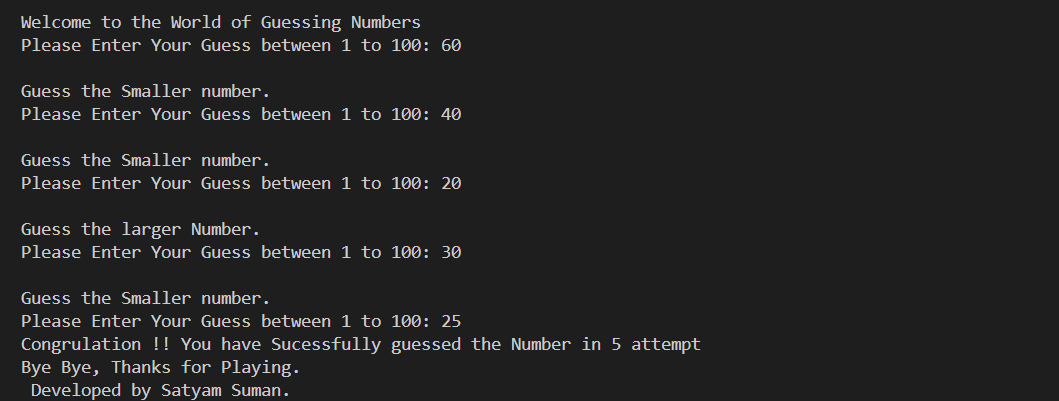 Welcome to the World of Guessing Numbers
Please Enter Your Guess between 1 to 100: 60
Guess the Smaller number.
Please Enter Your Guess between 1 to 100: 40
Guess the Smaller number.
Please Enter Your Guess between 1 to 100: 20
Guess the larger Number.
Please Enter Your Guess between 1 to 100: 30
Guess the Smaller number.
Please Enter Your Guess between 1 to 100: 25
Congrulation !! You have Sucessfully guessed the Number in 5 attempt
Bye Bye, Thanks for Playing.
Developed by Satyam Suman.